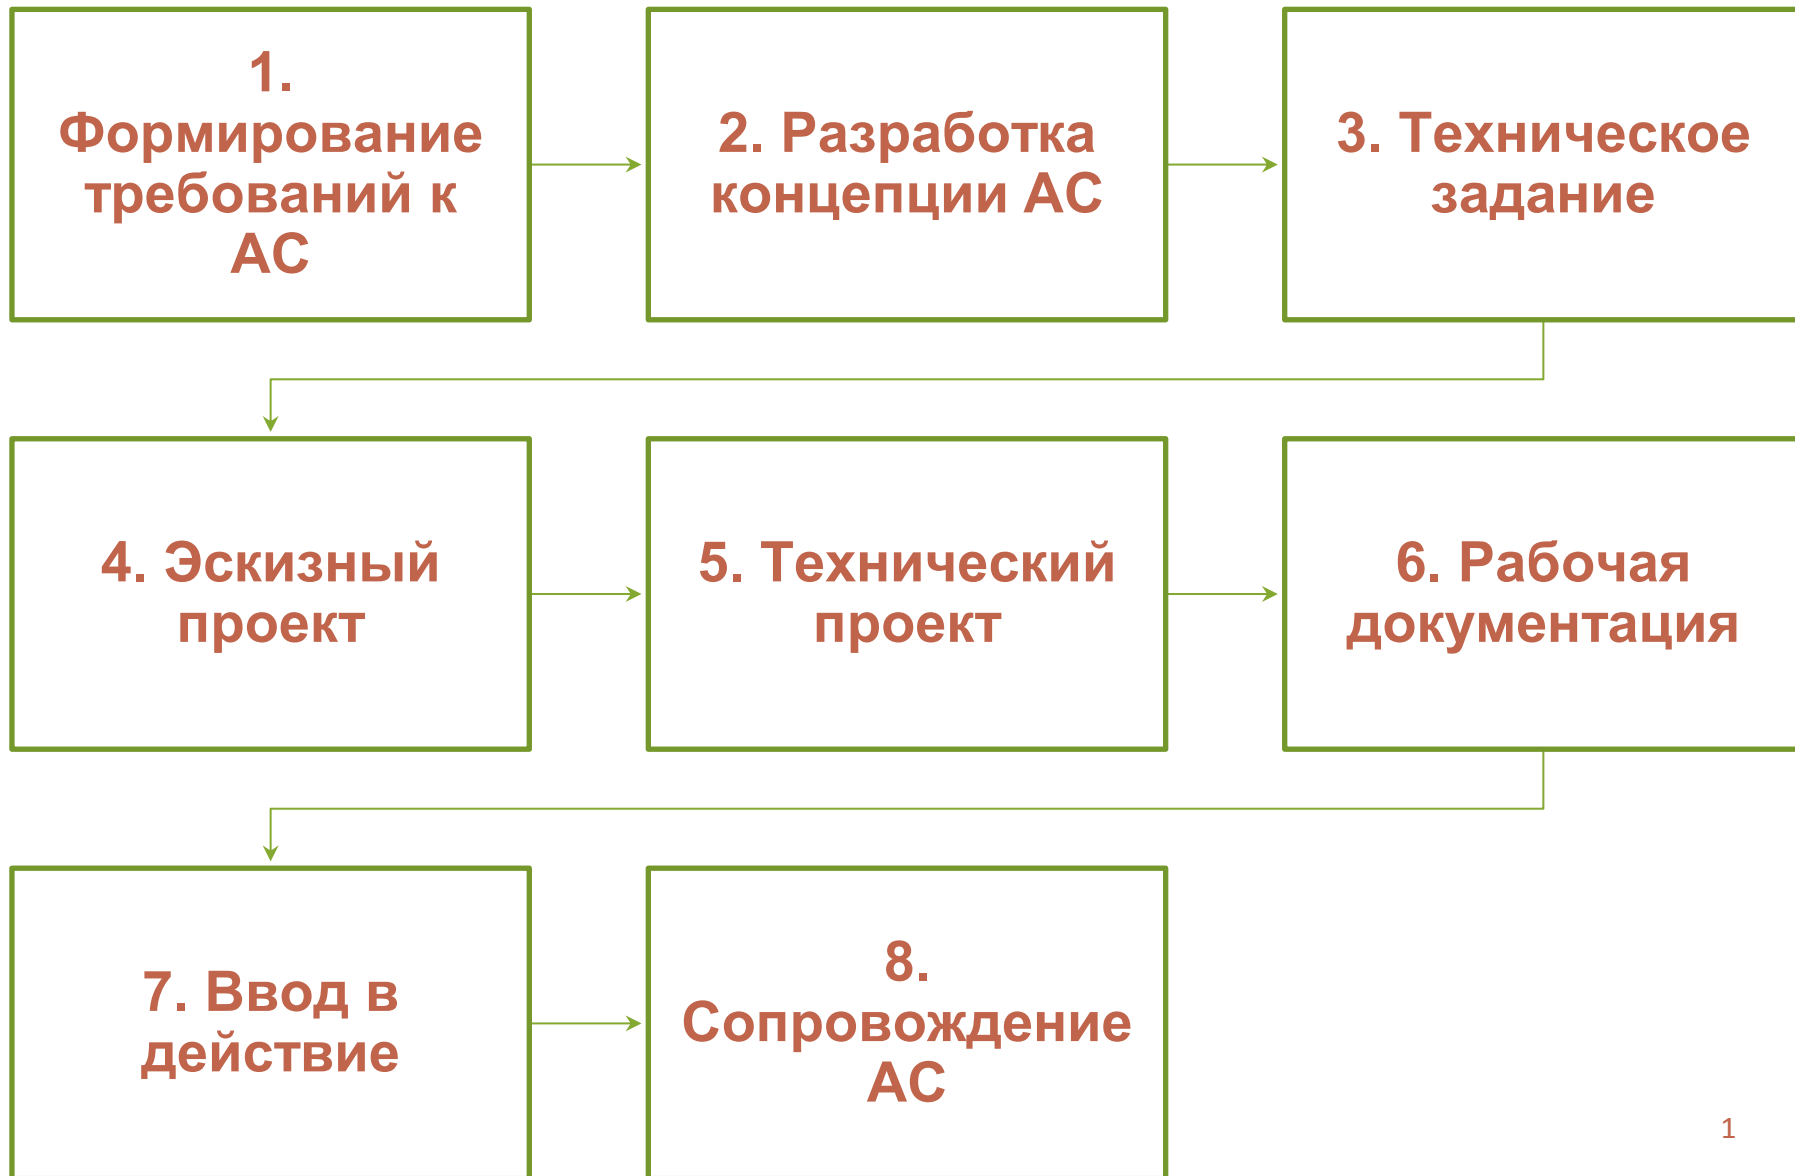 1.
Формирование
требований к
АС
2. Разработка
концепции АС
3. Техническое
задание
4. Эскизный
проект
5. Технический
проект
6. Рабочая
документация
7. Ввод в
действие
8.
Сопровождение
АС
1